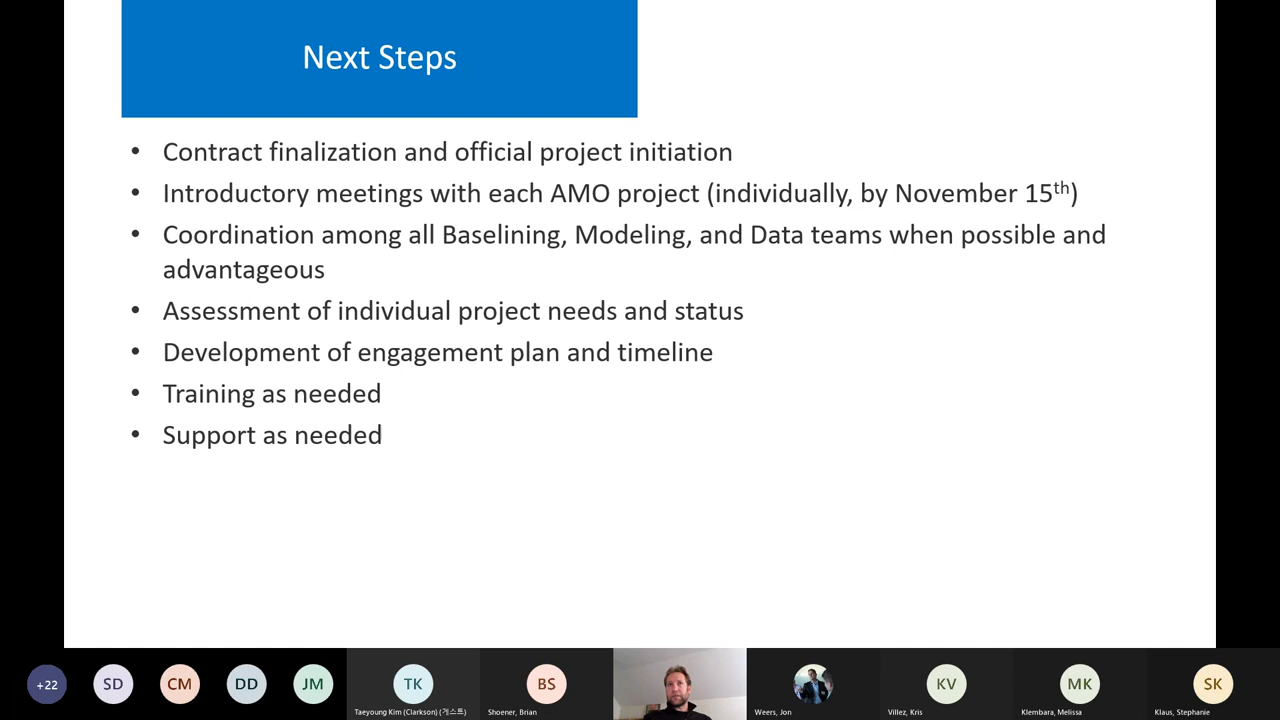 Next Steps
• Contract finalization and official project initiation
• Introductory meetings with each AMO project (individually, by November 15th)
• Coordination among all Baselining, Modeling, and Data teams when possible and
advantageous
• Assessment of individual project needs and status
• Development of engagement plan and timeline
• Training as needed
• Support as needed
+22 SD CM DD JM TK BS KV MK SK
Taeyoung Kim (Clarkson) (게스트) Shoener, Brian Weers, Jon Villez, Kris Klembara, Melissa Klaus, Stephanie